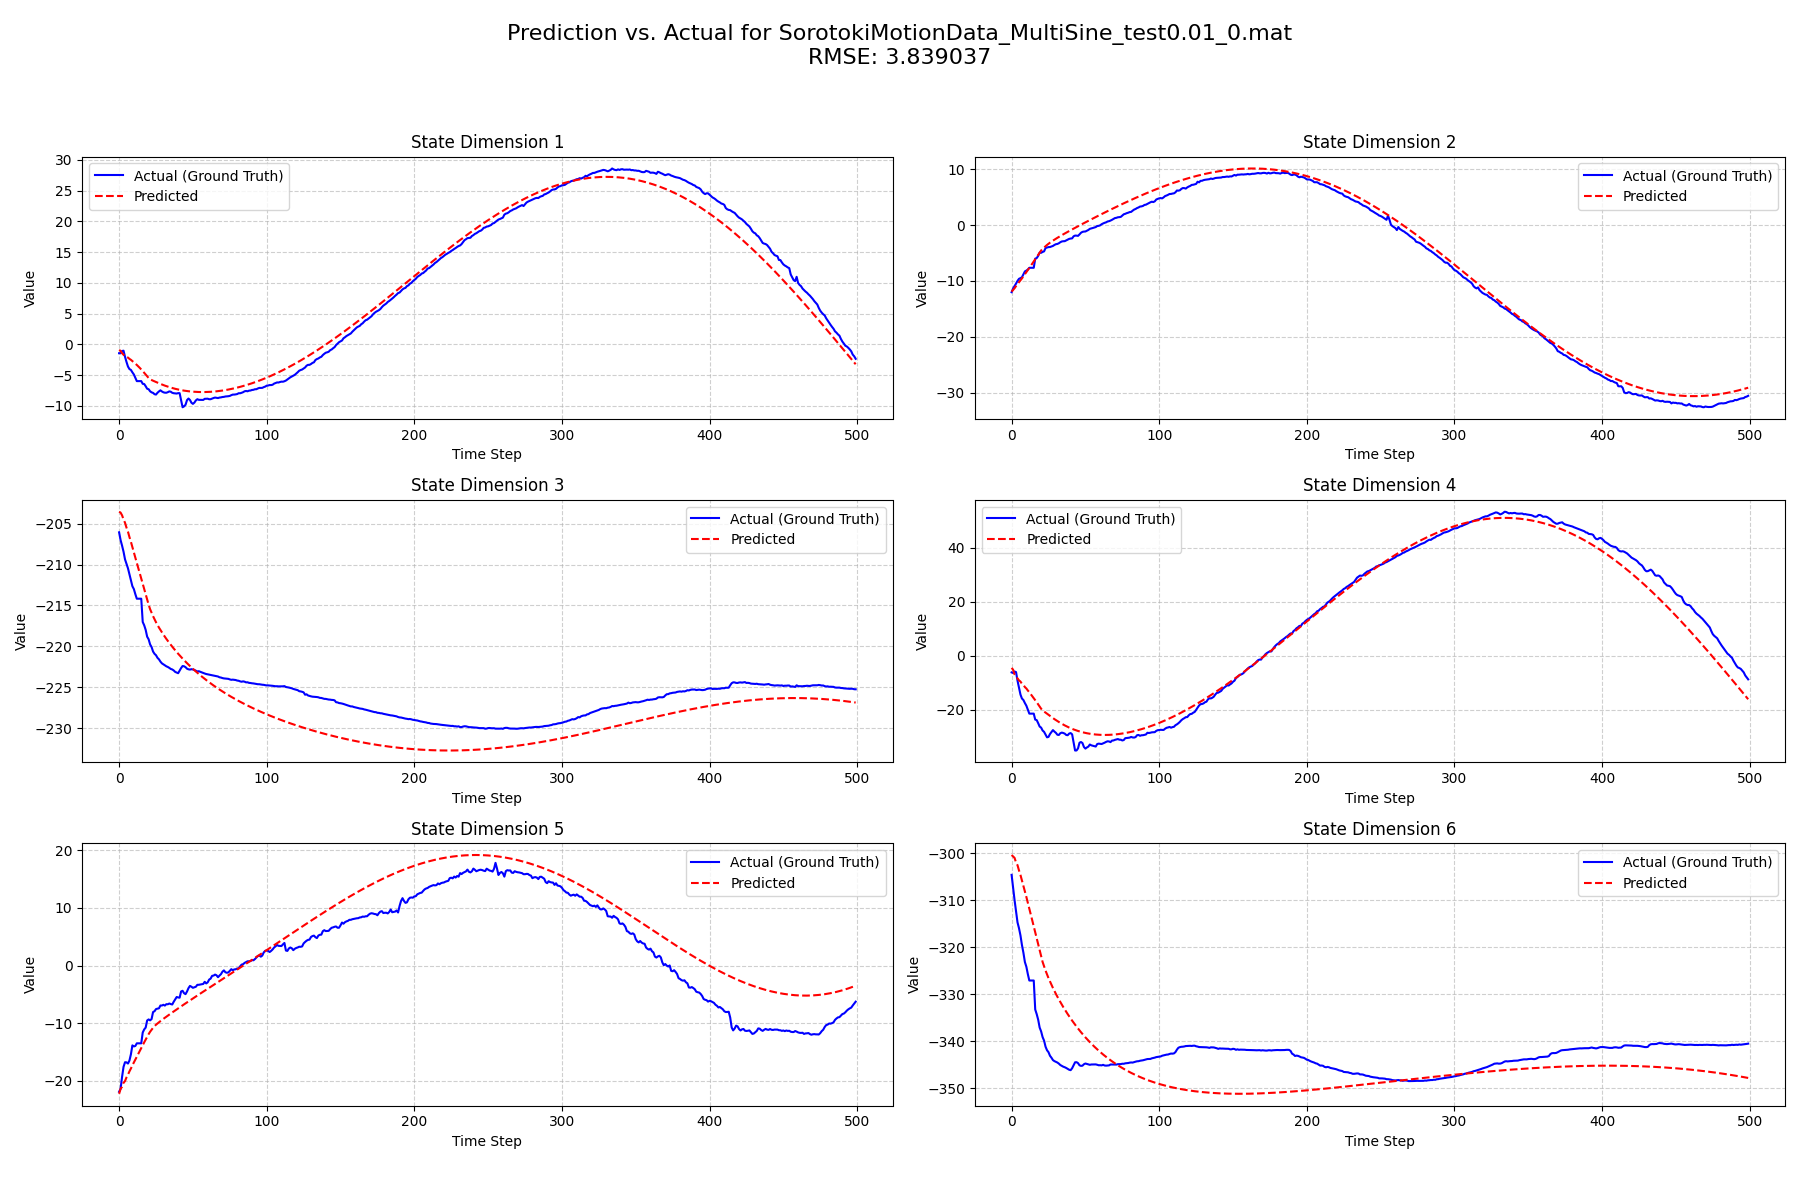 Prediction vs. Actual for SorotokiMotionData_MultiSine_test0.01_0.mat
RMSE: 3.839037
State Dimension 1
30
25
20
15
10
5
0
−5
−10
Value
Actual (Ground Truth)
Predicted
0
100
200
300
400
500
Time Step
State Dimension 2
10
0
−10
−20
−30
Value
Actual (Ground Truth)
Predicted
0
100
200
300
400
500
Time Step
State Dimension 3
−205
−210
−215
−220
−225
−230
Value
Actual (Ground Truth)
Predicted
0
100
200
300
400
500
Time Step
State Dimension 4
40
20
0
−20
Value
Actual (Ground Truth)
Predicted
0
100
200
300
400
500
Time Step
State Dimension 5
20
10
0
−10
−20
Value
Actual (Ground Truth)
Predicted
0
100
200
300
400
500
Time Step
State Dimension 6
−300
−310
−320
−330
−340
−350
Value
Actual (Ground Truth)
Predicted
0
100
200
300
400
500
Time Step